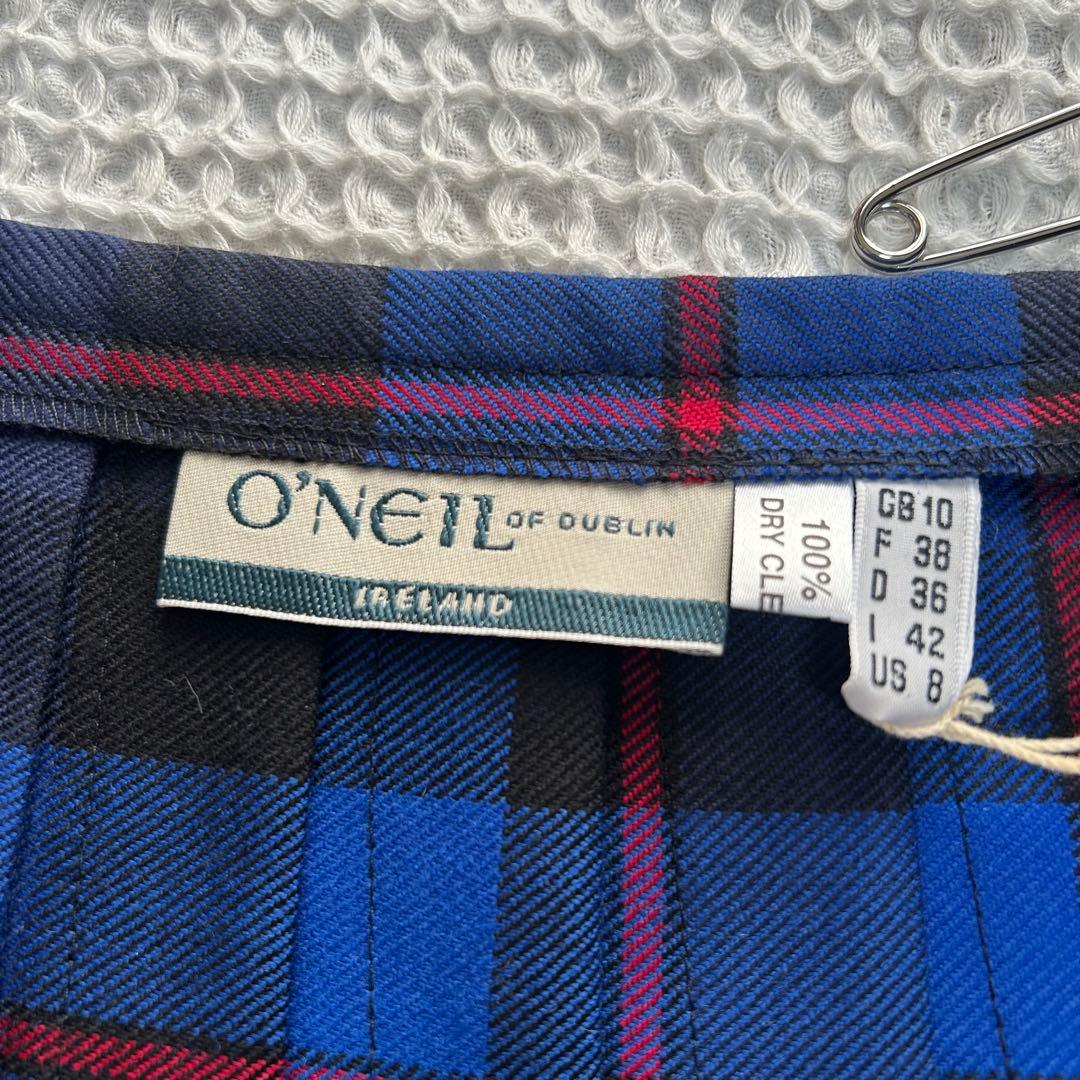 O'NEIL OF DUBLIN
IRELAND
100%
DRY CLE
GB 10
F 38
D 36
I 42
US 8